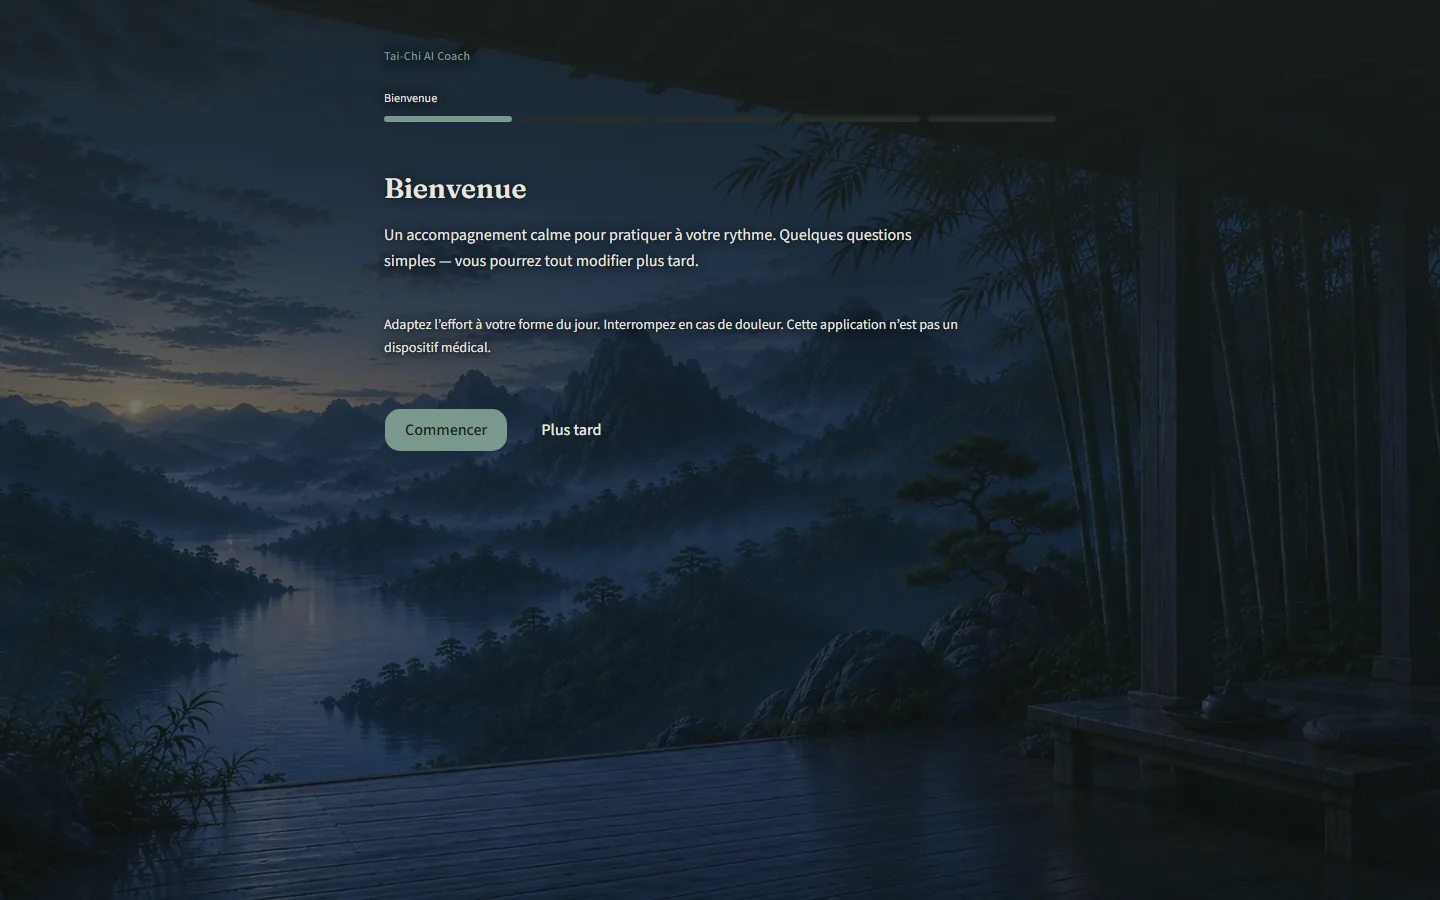 Tai-Chi AI Coach
Bienvenue
Bienvenue
Un accompagnement calme pour pratiquer à votre rythme. Quelques questions
simples — vous pourrez tout modifier plus tard.
Adaptez l’effort à votre forme du jour. Interrompez en cas de douleur. Cette application n’est pas un
dispositif médical.
Commencer
Plus tard